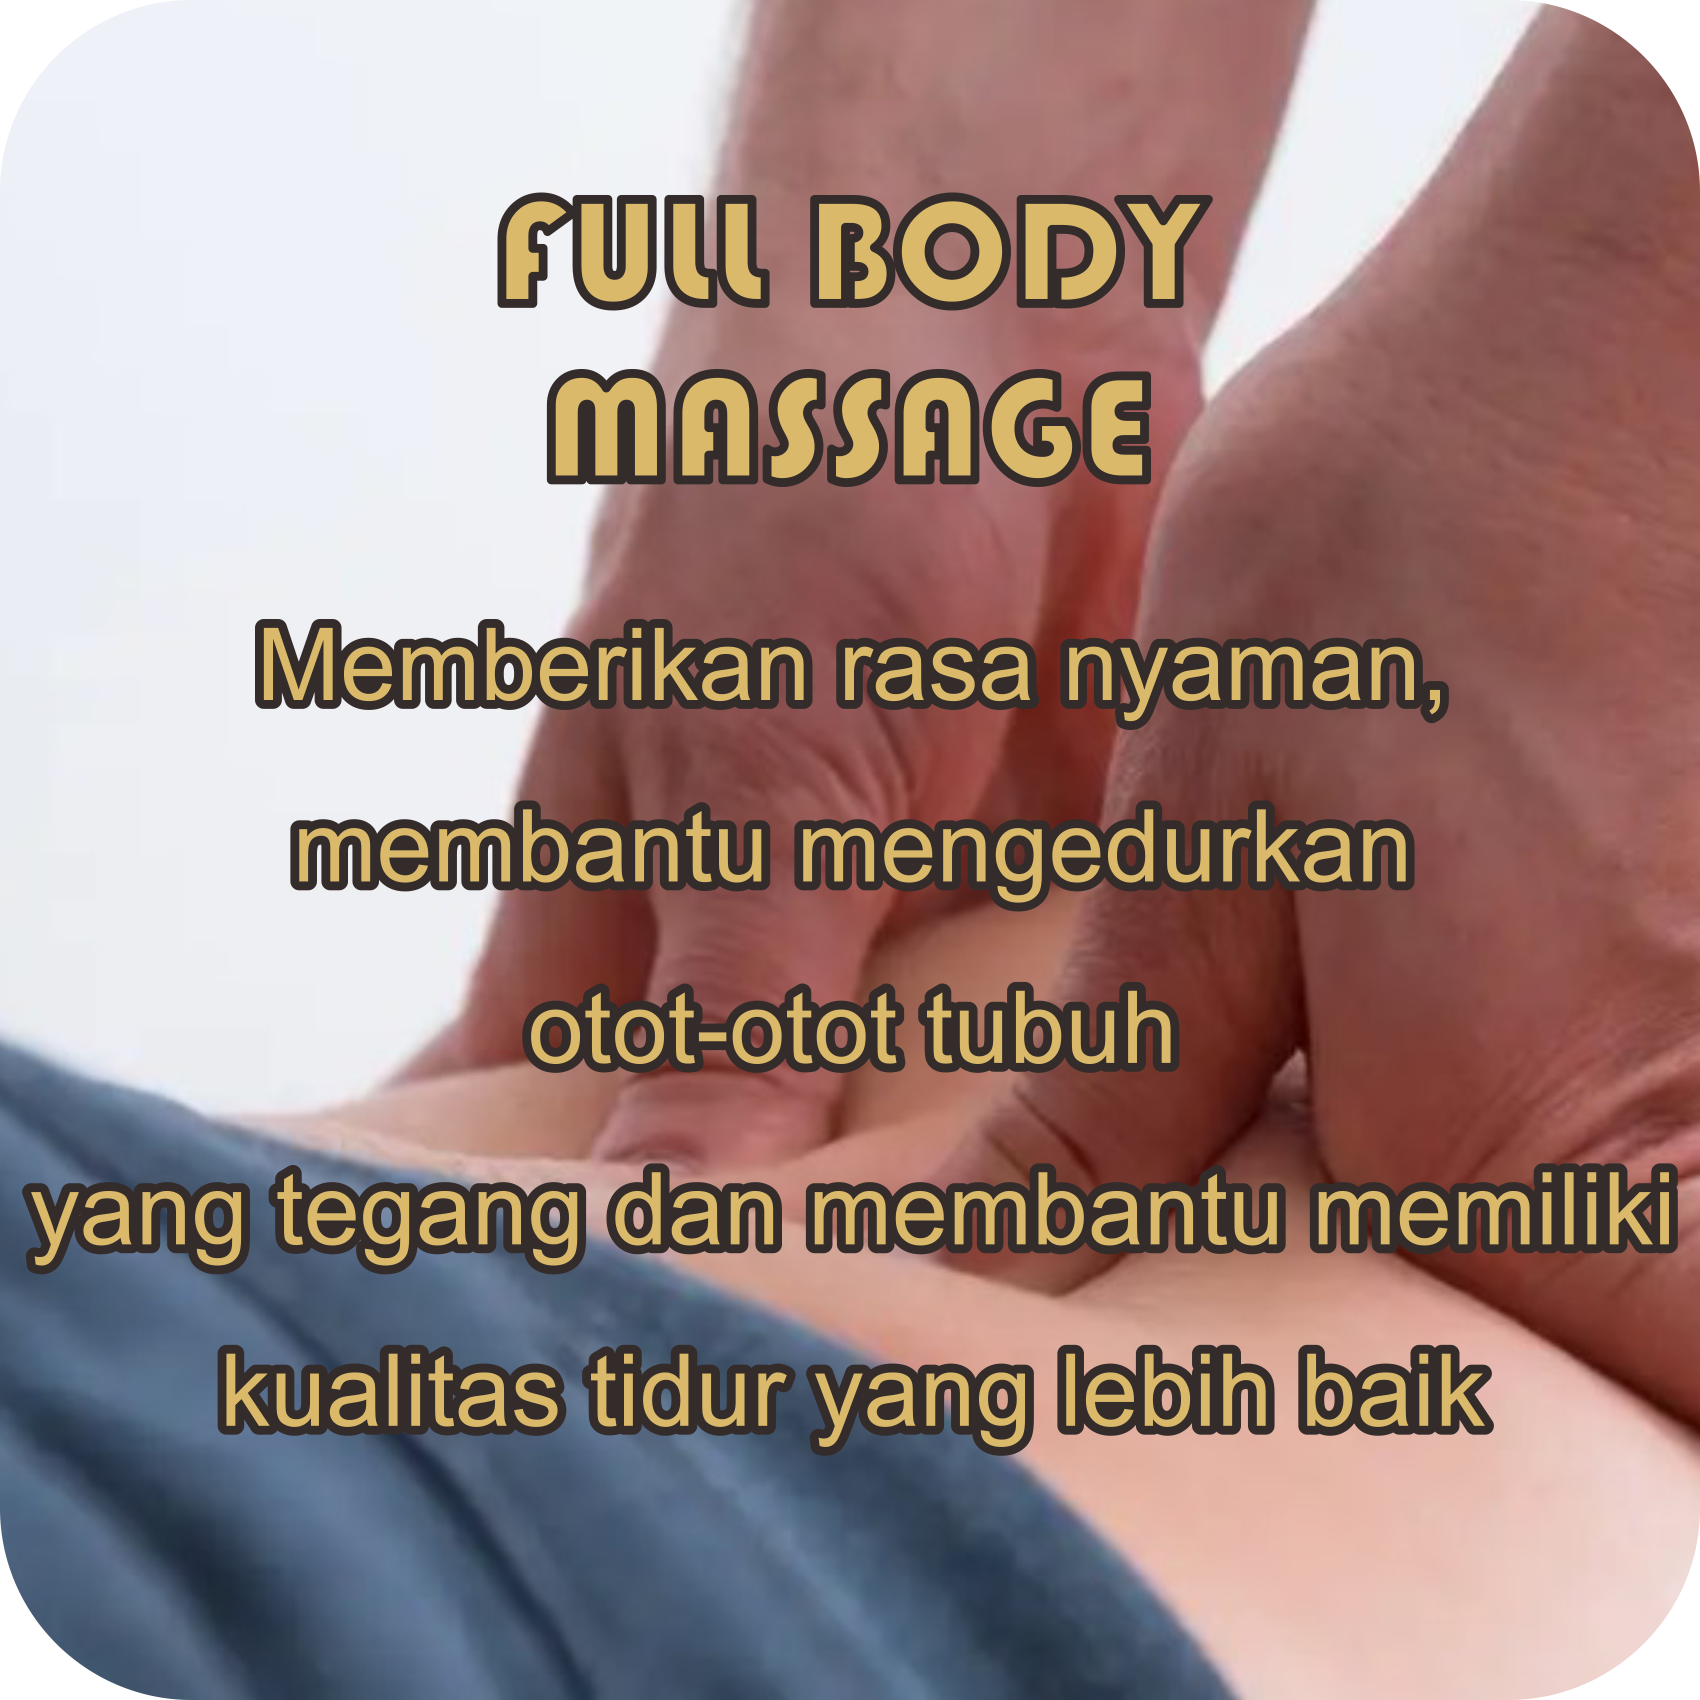 FULL BODY
MASSAGE
Memberikan rasa nyaman,
membantu mengedurkan
otot-otot tubuh
yang tegang dan membantu memiliki
kualitas tidur yang lebih baik